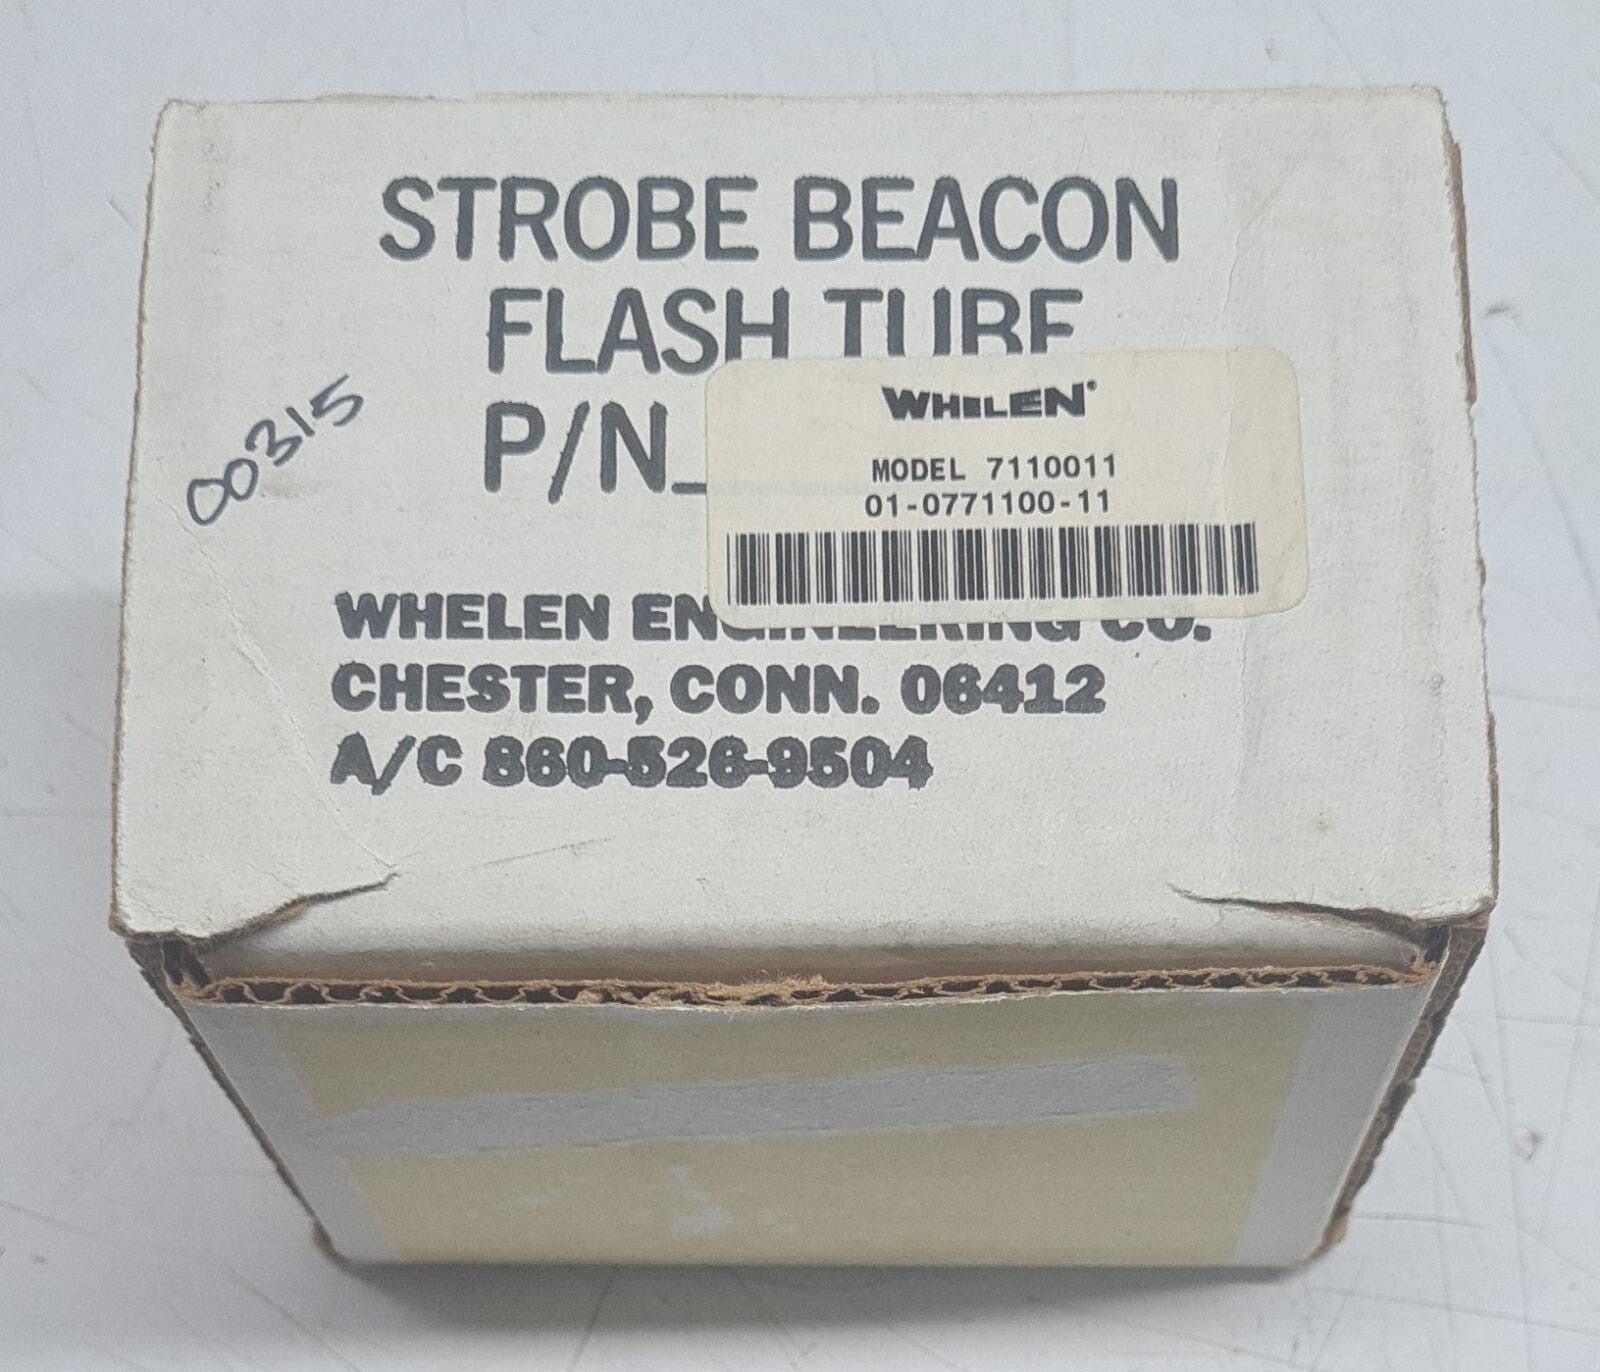 STROBE BEACON
FLASH TUBE
P/N_
00315
WHELEN®
MODEL 7110011
01-0771100-11
WHELEN ENGINEERING CO.
CHESTER, CONN. 06412
A/C 860-526-9504